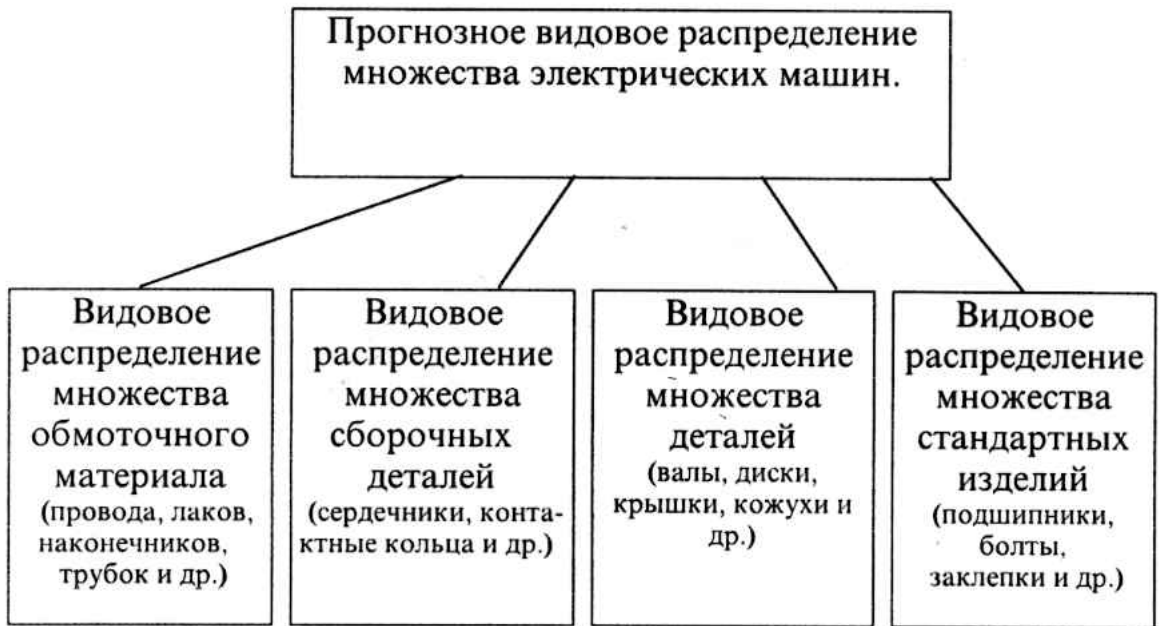 Прогнозное видовое распределение
множества электрических машин.
Видовое
распределение
множества
обмоточного
материала
(провода, лаков,
наконечников,
трубок и др.)
Видовое
распределение
множества
сборочных
деталей
(сердечники, конта-
ктные кольца и др.)
Видовое
распределение
множества
деталей
(валы, диски,
крышки, кожухи и
др.)
Видовое
распределение
множества
стандартных
изделий
(подшипники,
болты,
заклепки и др.)